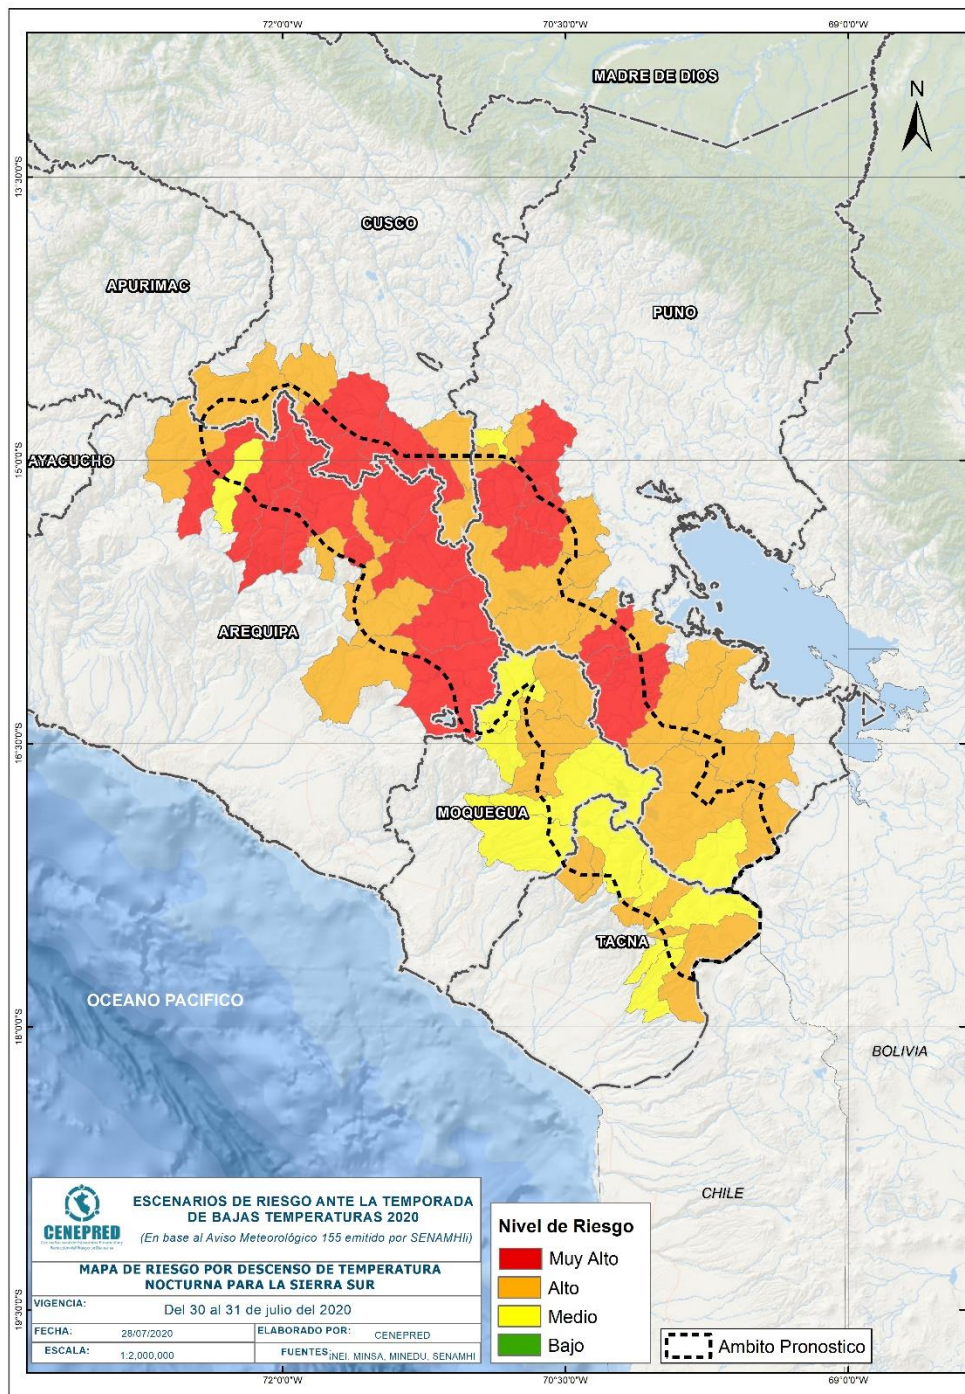 72°0'0"W
70°30'0"W
69°0'0"W
MADRE DE DIOS
N
13°30'0"S
CUSCO
APURIMAC
PUNO
AYACUCHO
15°0'0"S
AREQUIPA
16°30'0"S
MOQUEGUA
TACNA
OCEANO PACIFICO
18°0'0"S
BOLIVIA
CHILE
CENEPRED
ESCENARIOS DE RIESGO ANTE LA TEMPORADA
DE BAJAS TEMPERATURAS 2020
(En base al Aviso Meteorológico 155 emitido por SENAMHIi)
MAPA DE RIESGO POR DESCENSO DE TEMPERATURA
NOCTURNA PARA LA SIERRA SUR
VIGENCIA: Del 30 al 31 de julio del 2020
FECHA: 28/07/2020 ELABORADO POR: CENEPRED
ESCALA: 1:2,000,000 FUENTES: INEI, MINSA, MINEDU, SENAMHI
Nivel de Riesgo
Muy Alto
Alto
Medio
Bajo
Ambito Pronostico
19°30'0"S
72°0'0"W
70°30'0"W
69°0'0"W